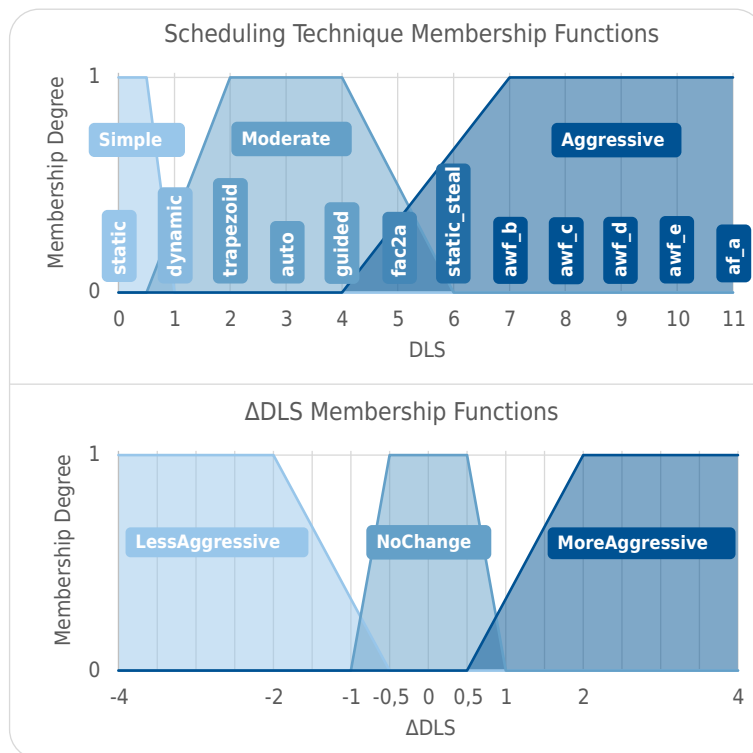 Scheduling Technique Membership Functions
Membership Degree
1
0
Simple
Moderate
Aggressive
static
dynamic
trapezoid
auto
guided
fac2a
static_steal
awf_b
awf_c
awf_d
awf_e
af_a
0 1 2 3 4 5 6 7 8 9 10 11
DLS
ΔDLS Membership Functions
Membership Degree
1
0
LessAggressive
NoChange
MoreAggressive
-4 -2 -1 -0,5 0 0,5 1 2 4
ΔDLS